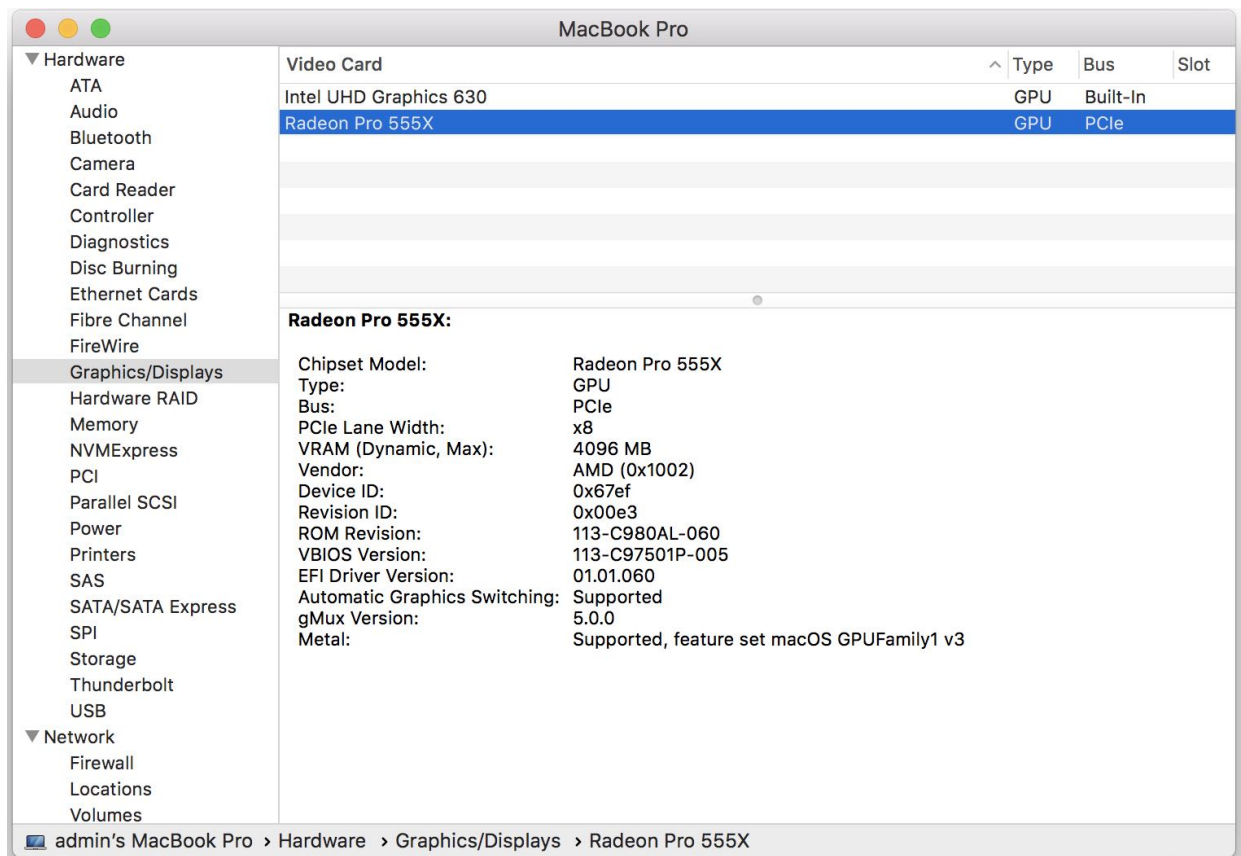 MacBook Pro
Hardware
ATA
Audio
Bluetooth
Camera
Card Reader
Controller
Diagnostics
Disc Burning
Ethernet Cards
Fibre Channel
FireWire
Graphics/Displays
Hardware RAID
Memory
NVMExpress
PCI
Parallel SCSI
Power
Printers
SAS
SATA/SATA Express
SPI
Storage
Thunderbolt
USB
Network
Firewall
Locations
Volumes
Video Card Type Bus Slot
Intel UHD Graphics 630 GPU Built-In
Radeon Pro 555X GPU PCIe
Radeon Pro 555X:
Chipset Model: Radeon Pro 555X
Type: GPU
Bus: PCIe
PCIe Lane Width: x8
VRAM (Dynamic, Max): 4096 MB
Vendor: AMD (0x1002)
Device ID: 0x67ef
Revision ID: 0x00e3
ROM Revision: 113-C980AL-060
VBIOS Version: 113-C97501P-005
EFI Driver Version: 01.01.060
Automatic Graphics Switching: Supported
gMux Version: 5.0.0
Metal: Supported, feature set macOS GPUFamily1 v3
admin's MacBook Pro › Hardware › Graphics/Displays › Radeon Pro 555X